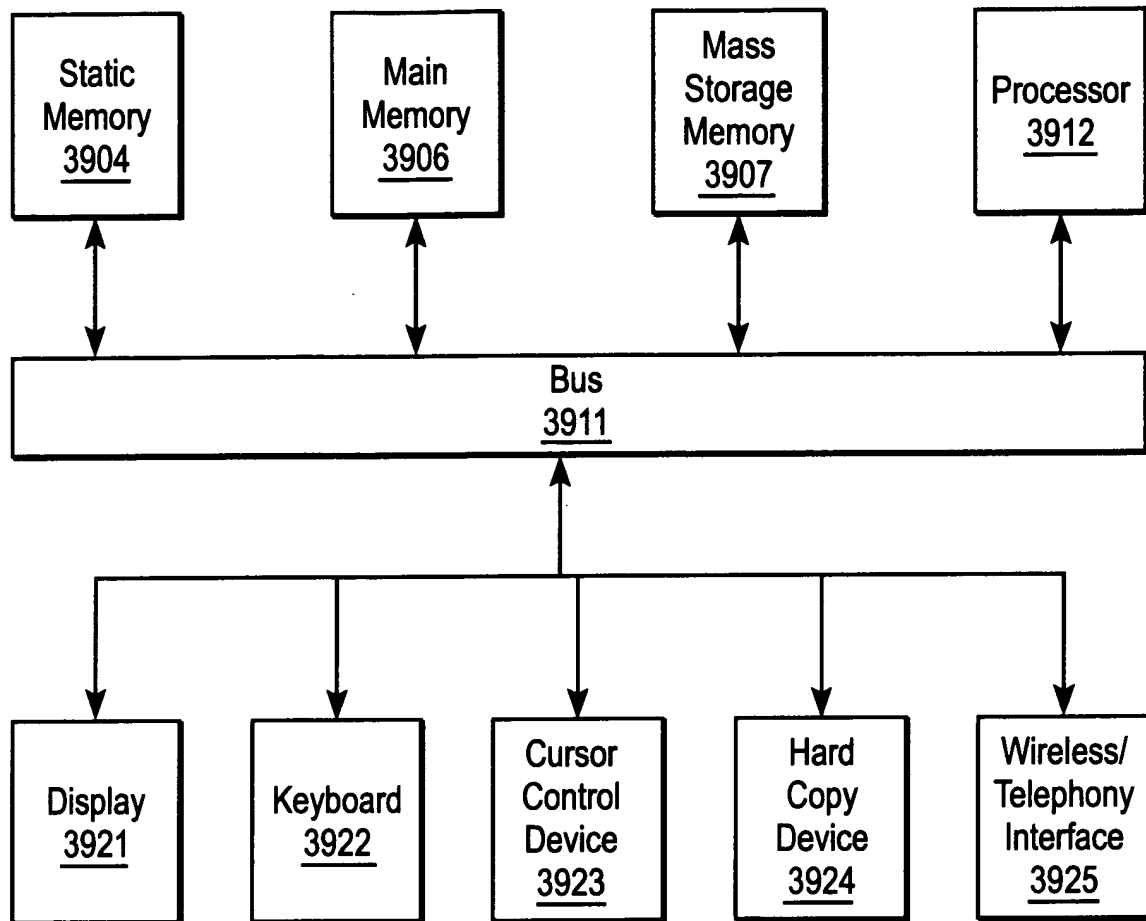 Static
Memory
3904
Main
Memory
3906
Mass
Storage
Memory
3907
Processor
3912
Bus
3911
Display
3921
Keyboard
3922
Cursor
Control
Device
3923
Hard
Copy
Device
3924
Wireless/
Telephony
Interface
3925